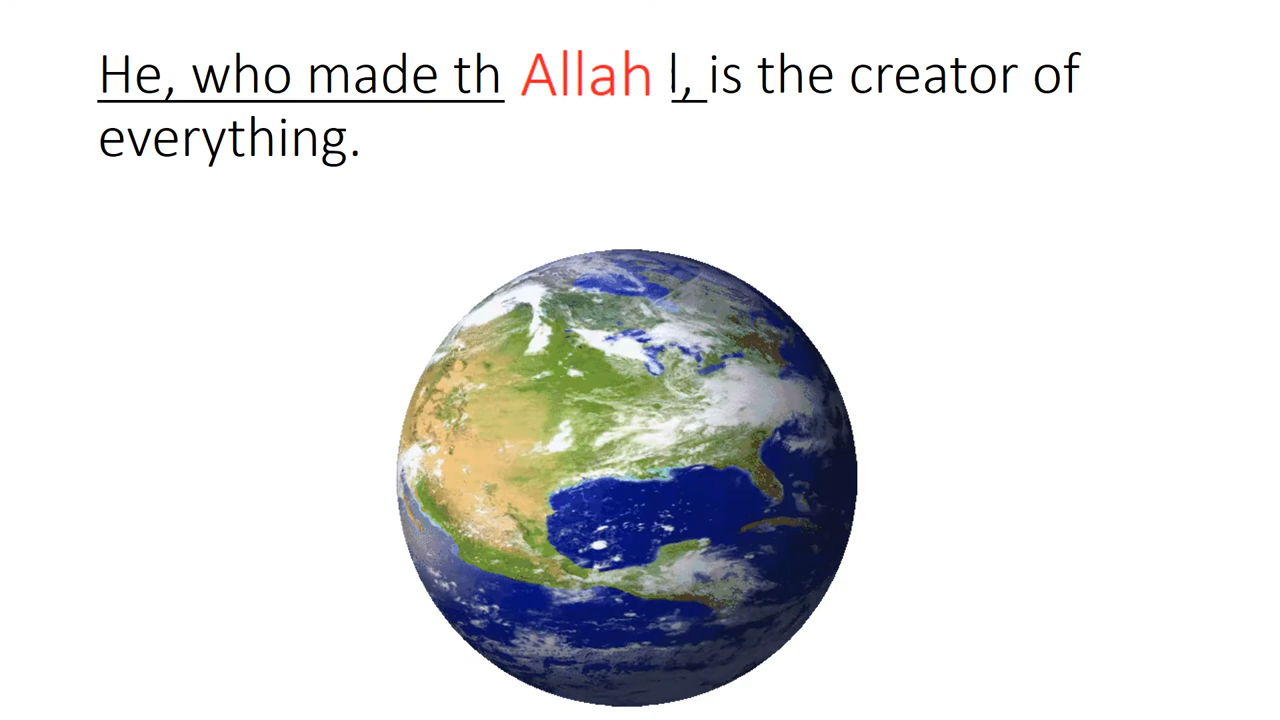 He, who made th Allah l, is the creator of
everything.